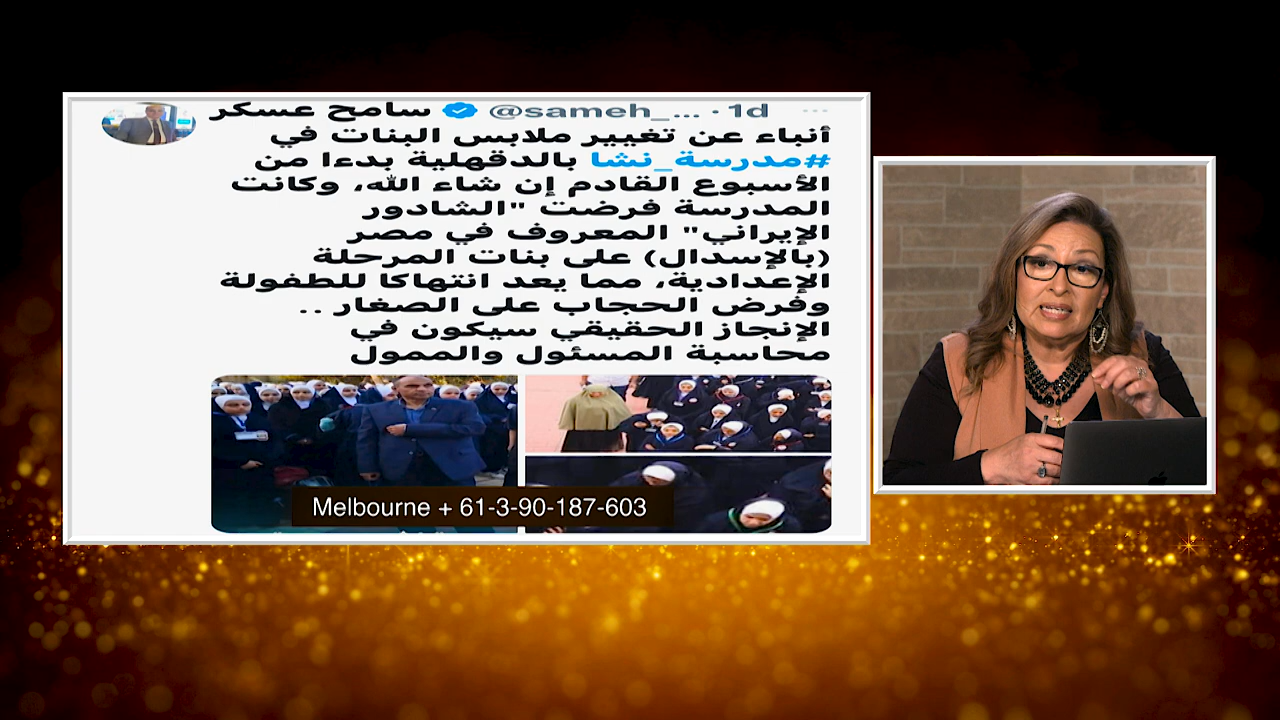 سامح عسكر @sameh_... · 1d ...
أنباء عن تغيير ملابس البنات في
#مدرسة_نشا بالدقهلية بدءا من
الأسبوع القادم إن شاء الله، وكانت
المدرسة فرضت "الشادور
الإيراني" المعروف في مصر
(بالإسدال) على بنات المرحلة
الإعدادية، مما يعد انتهاكا للطفولة
وفرض الحجاب على الصغار ..
الإنجاز الحقيقي سيكون في
محاسبة المسئول والممول
Melbourne + 61-3-90-187-603